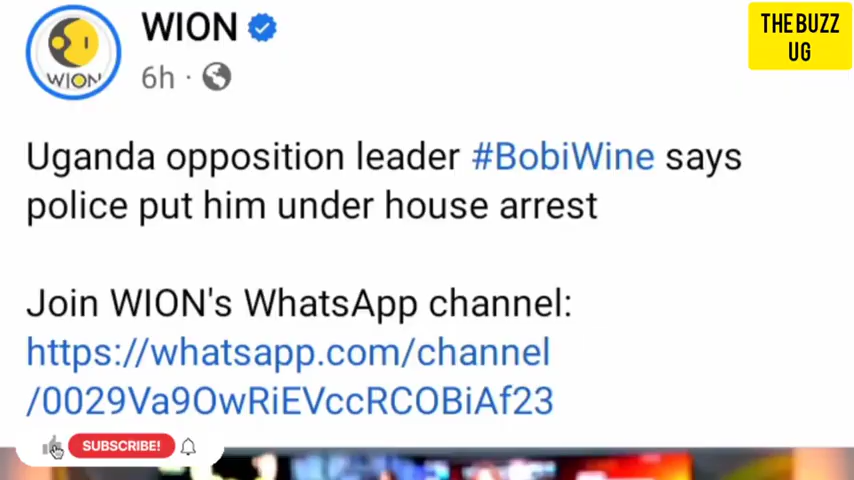 WION
THE BUZZ
UG
WION
6h ·
Uganda opposition leader #BobiWine says
police put him under house arrest
Join WION's WhatsApp channel:
https://whatsapp.com/channel
/0029Va9OwRiEVccRCOBiAf23
SUBSCRIBE!